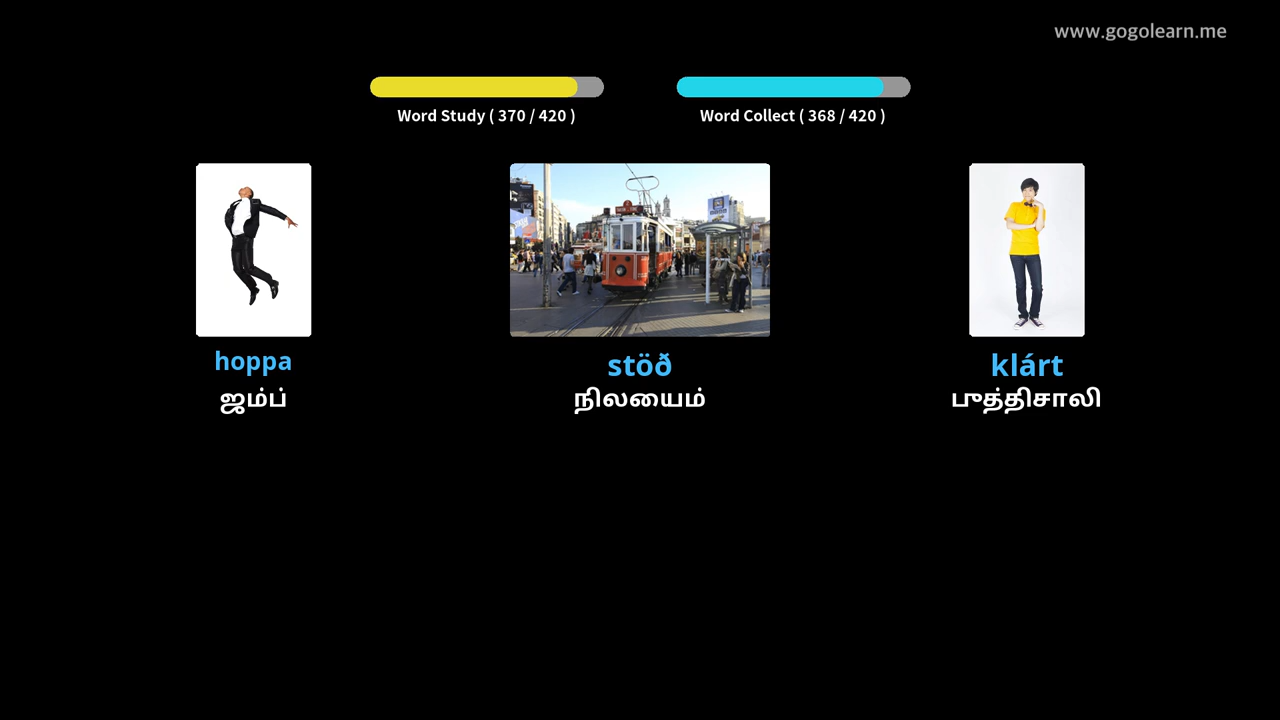 www.gogolearn.me
Word Study ( 370 / 420 )
Word Collect ( 368 / 420 )
hoppa
stöð
klárt
ஜம்ப்
நிலையம்
புத்திசாலி